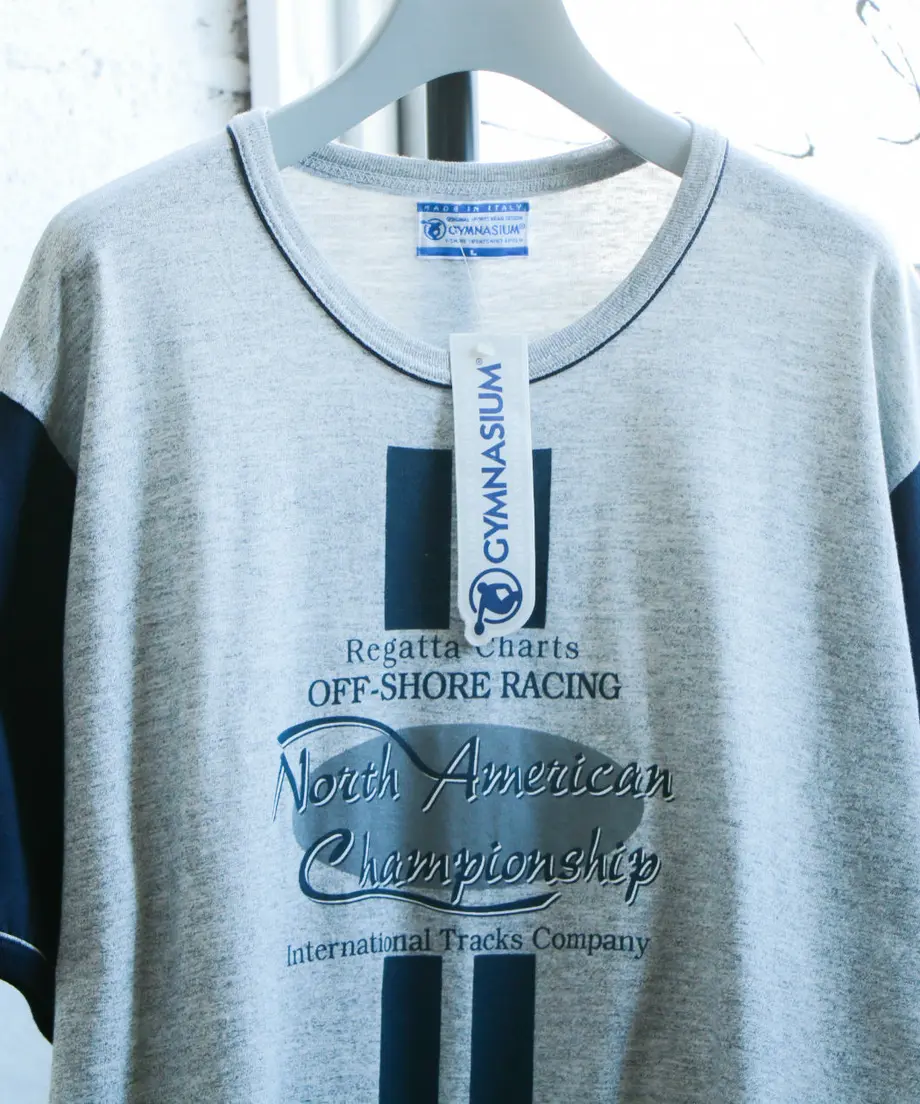 MADE IN ITALY
GYMNASIUM
L
GYMNASIUM®
Regatta Charts
OFF-SHORE RACING
North American
Championship
International Tracks Company